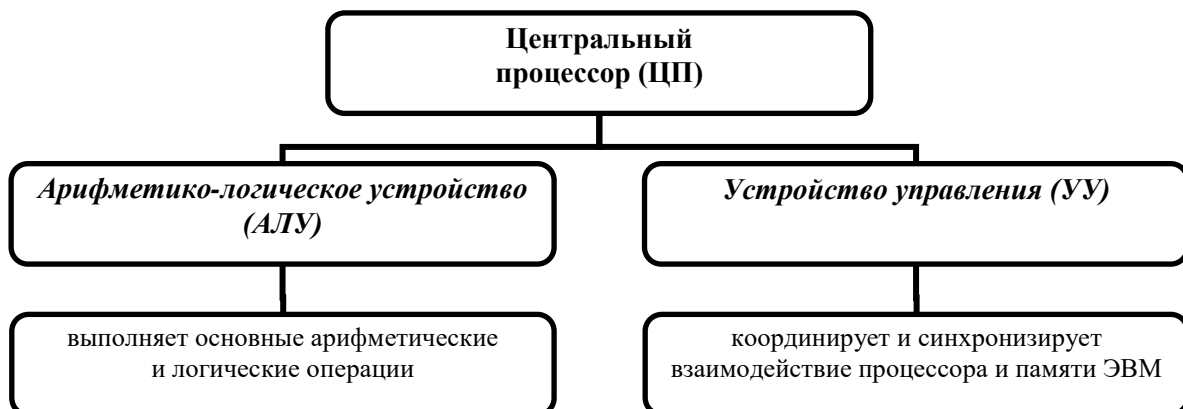 Центральный
процессор (ЦП)
Арифметико-логическое устройство
(АЛУ)
Устройство управления (УУ)
выполняет основные арифметические
и логические операции
координирует и синхронизирует
взаимодействие процессора и памяти ЭВМ